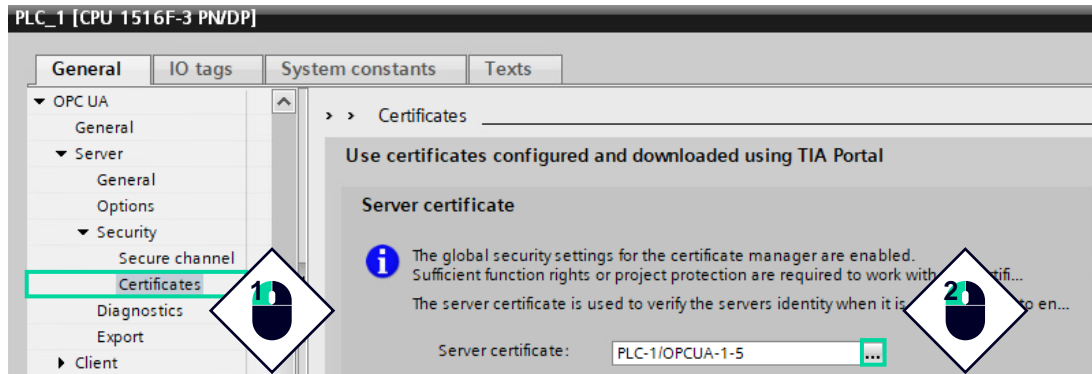 PLC_1 [CPU 1516F-3 PN/DP]
General IO tags System constants Texts
OPC UA
General
Server
General
Options
Security
Secure channel
Certificates
Diagnostics
Export
Client
› › Certificates
Use certificates configured and downloaded using TIA Portal
Server certificate
The global security settings for the certificate manager are enabled.
Sufficient function rights or project protection are required to work with
The server certificate is used to verify the servers identity when it is to en...
Server certificate: PLC-1/OPCUA-1-5 ...
1
2